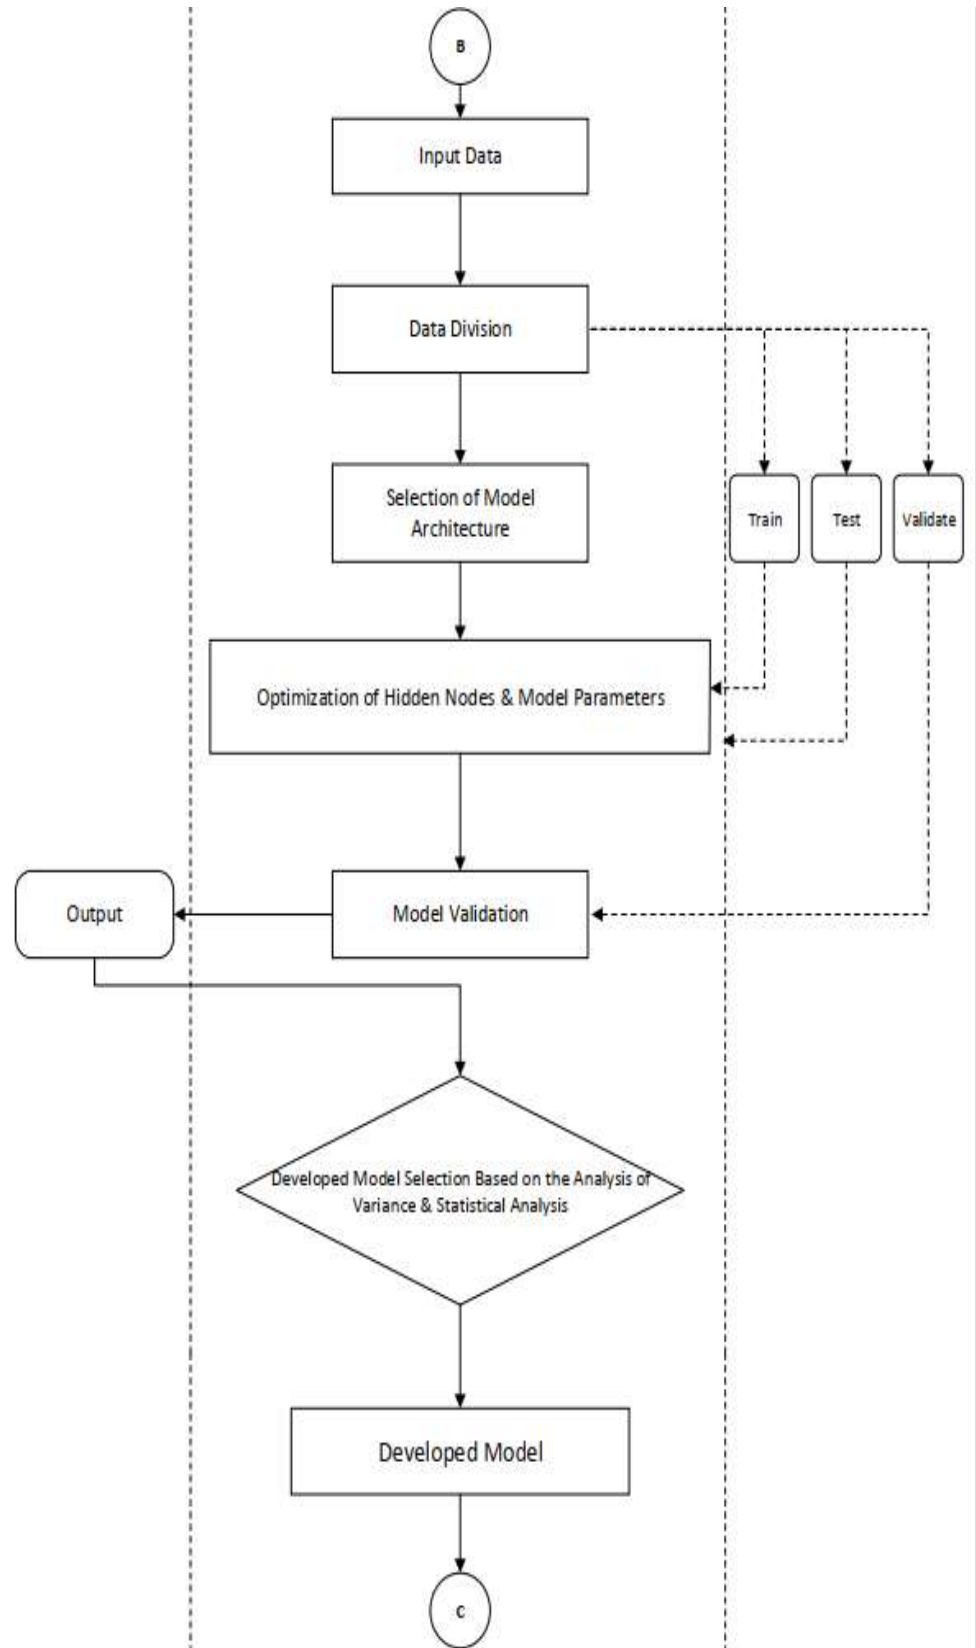 B
Input Data
Data Division
Selection of Model
Architecture
Train
Test
Validate
Optimization of Hidden Nodes & Model Parameters
Output
Model Validation
Developed Model Selection Based on the Analysis of
Variance & Statistical Analysis
Developed Model
C